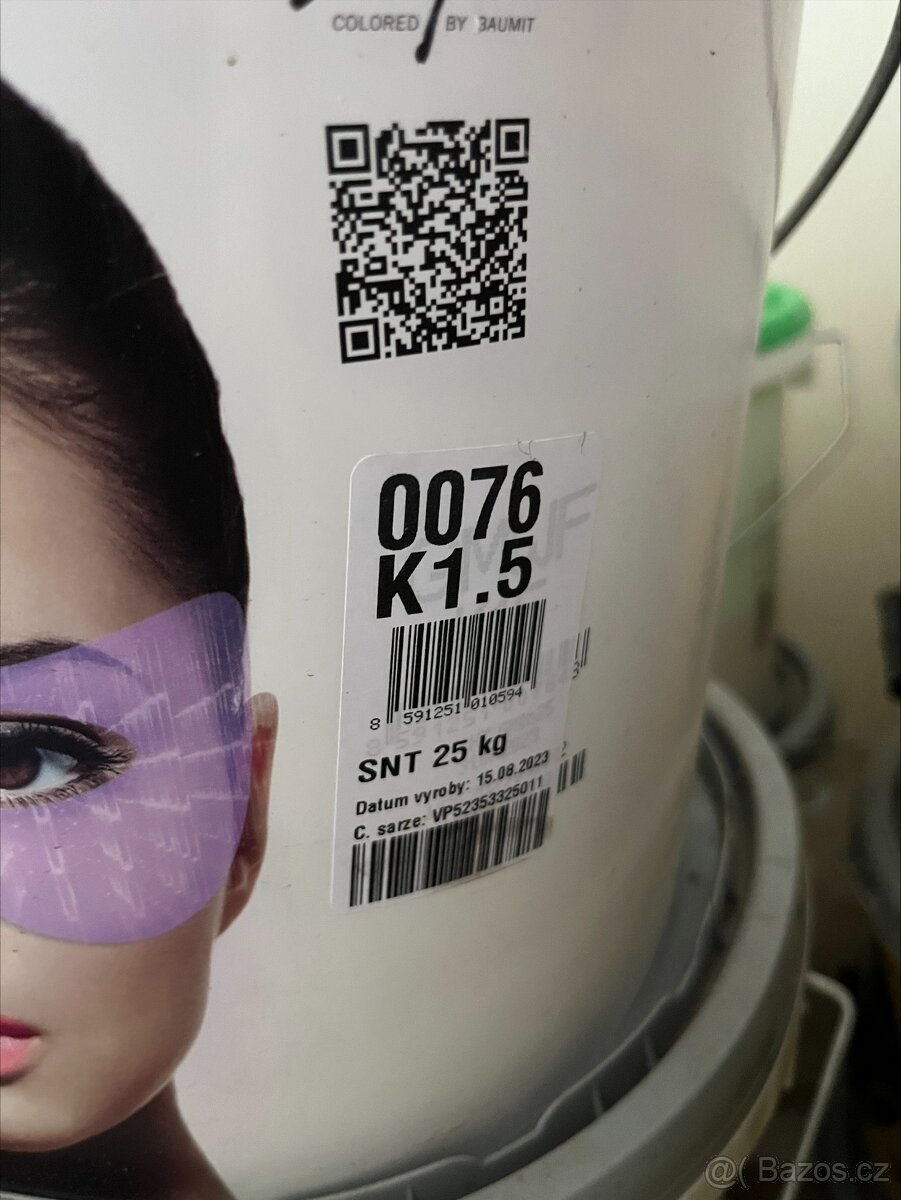 COLORED BY BAUMIT
0076
K1.5
8 591251 010594
SNT 25 kg
Datum vyroby: 15.08.2023
C. sarze: VP52353325011
@( Bazos.cz